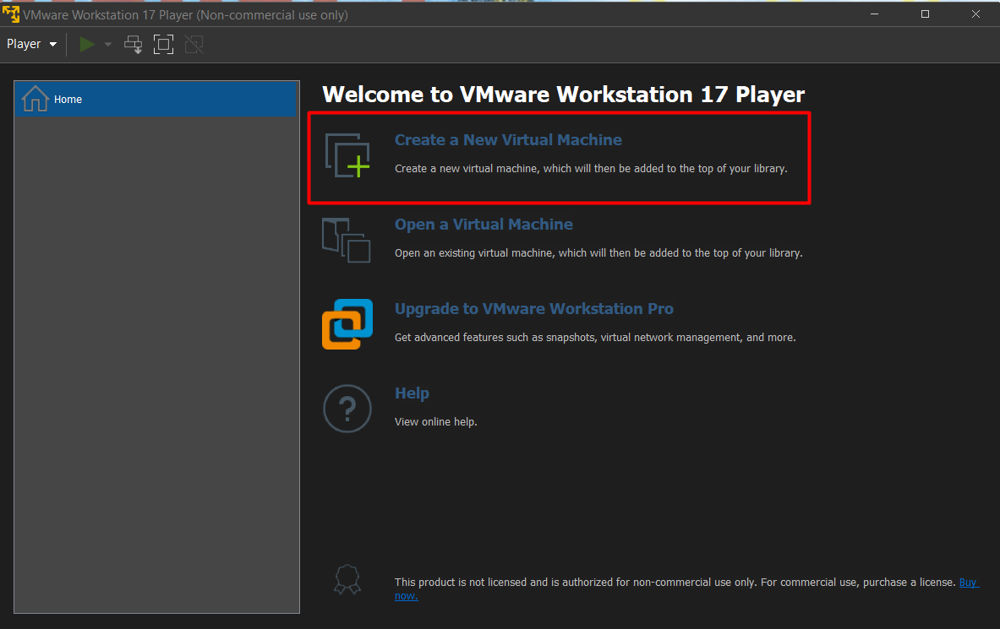 VMware Workstation 17 Player (Non-commercial use only)
Player
Home
Welcome to VMware Workstation 17 Player
Create a New Virtual Machine
Create a new virtual machine, which will then be added to the top of your library.
Open a Virtual Machine
Open an existing virtual machine, which will then be added to the top of your library.
Upgrade to VMware Workstation Pro
Get advanced features such as snapshots, virtual network management, and more.
?
Help
View online help.
This product is not licensed and is authorized for non-commercial use only. For commercial use, purchase a license. Buy
now.